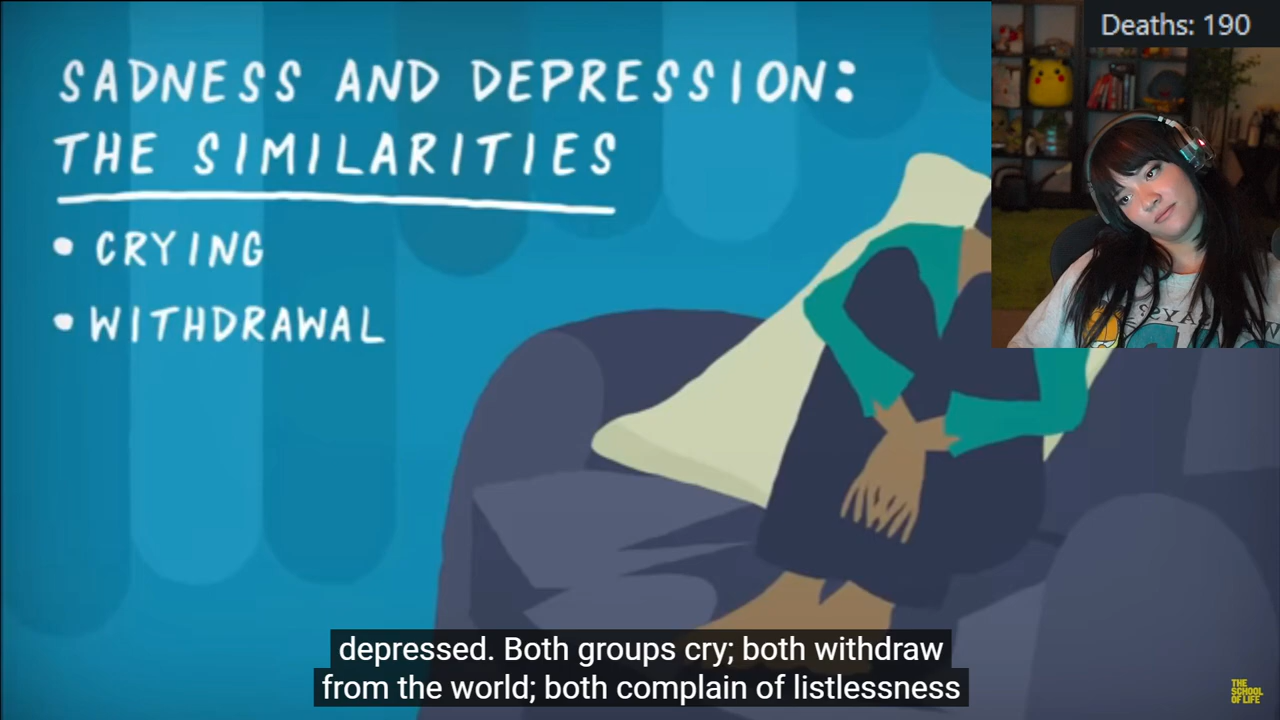 Deaths: 190
SADNESS AND DEPRESSION:
THE SIMILARITIES
• CRYING
• WITHDRAWAL
depressed. Both groups cry; both withdraw
from the world; both complain of listlessness
THE
SCHOOL
OF LIFE